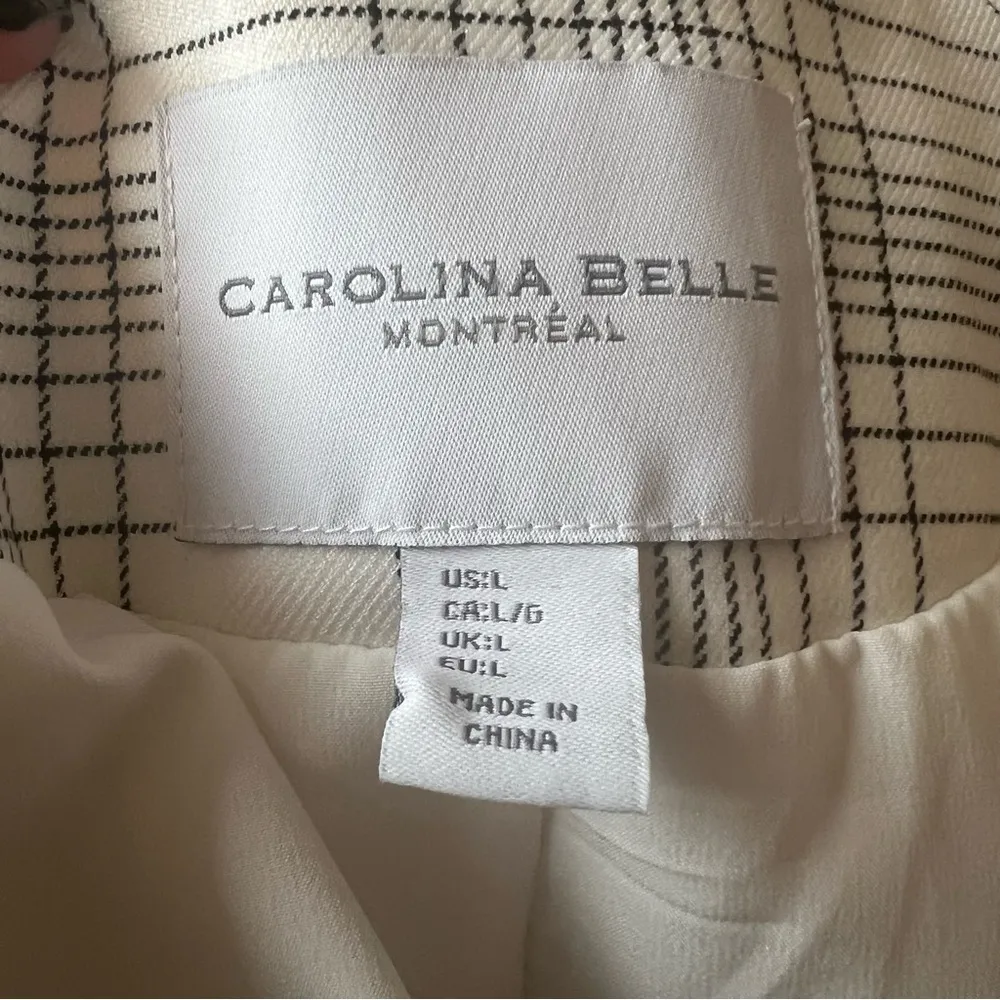 CAROLINA BELLE
MONTRÉAL
US:L
CA:L/G
UK:L
EU:L
MADE IN
CHINA